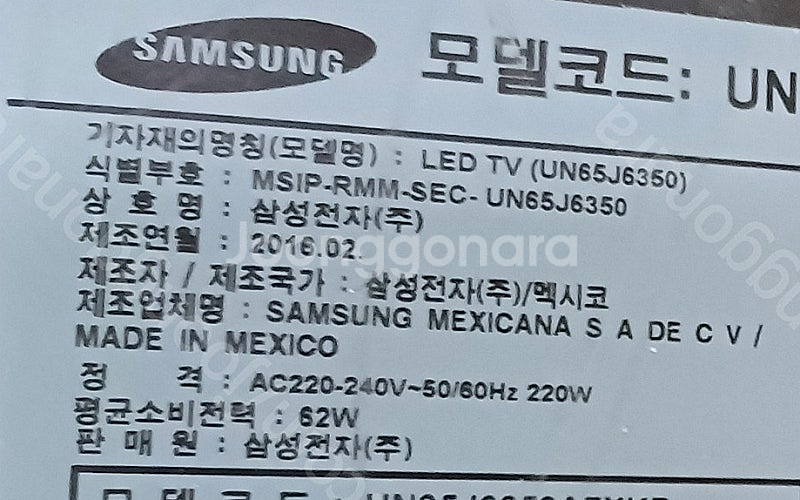 SAMSUNG 모델코드: UN
기자재의명칭(모델명) : LED TV (UN65J6350)
식별부호 : MSIP-RMM-SEC- UN65J6350
상 호 명 : 삼성전자(주)
제조연월 : 2016.02.
제조자 / 제조국가 : 삼성전자(주)/멕시코
제조업체명 : SAMSUNG MEXICANA S A DE C V /
MADE IN MEXICO
정 격 : AC220-240V~50/60Hz 220W
평균소비전력 : 62W
판 매 원 : 삼성전자(주)
모 델 코 드 :
Joonggonara